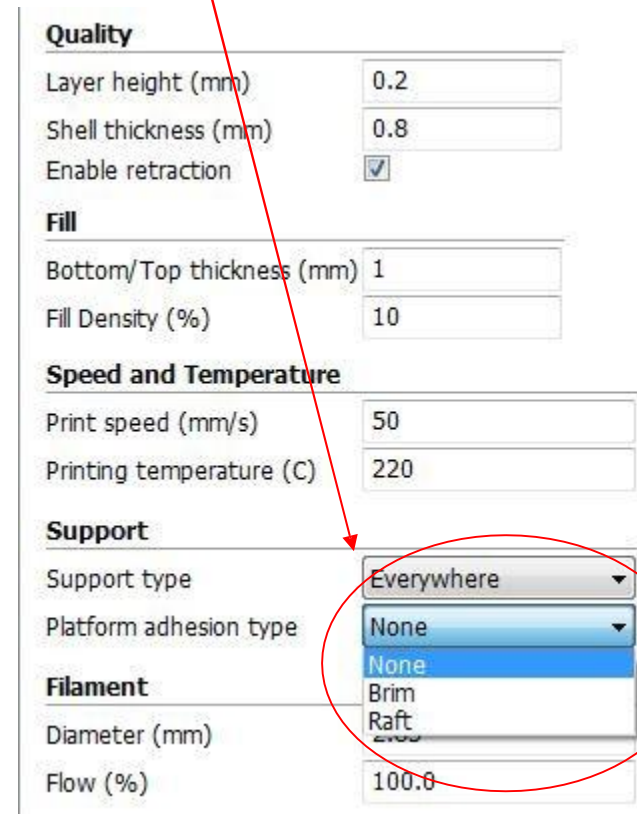 Quality
Layer height (mm) 0.2
Shell thickness (mm) 0.8
Enable retraction
Fill
Bottom/Top thickness (mm) 1
Fill Density (%) 10
Speed and Temperature
Print speed (mm/s) 50
Printing temperature (C) 220
Support
Support type Everywhere
Platform adhesion type None
None
Brim
Filament
Raft
Diameter (mm)
Flow (%) 100.0